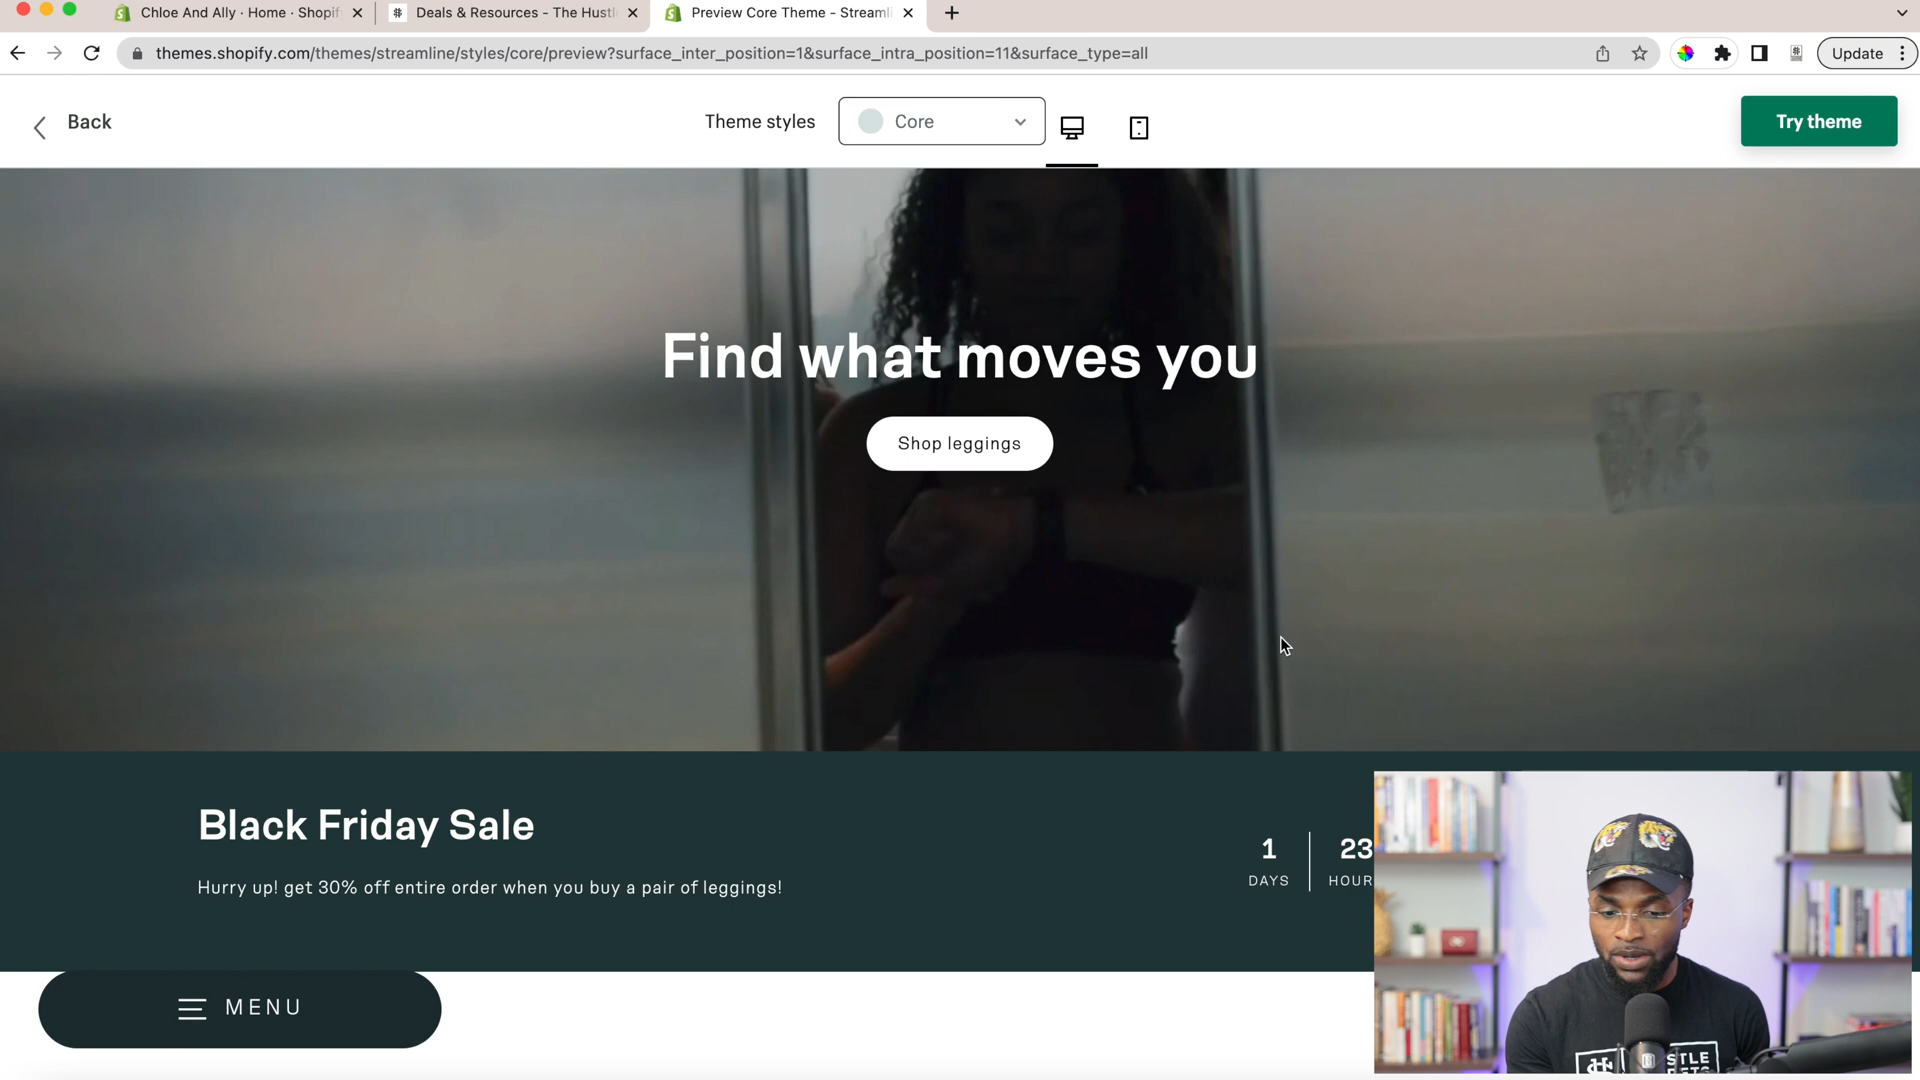 Chloe And Ally · Home · Shopif
Deals & Resources - The Hustl
Preview Core Theme - Streaml
themes.shopify.com/themes/streamline/styles/core/preview?surface_inter_position=1&surface_intra_position=11&surface_type=all
Update
Back
Theme styles
Core
Try theme
Find what moves you
Shop leggings
Black Friday Sale
Hurry up! get 30% off entire order when you buy a pair of leggings!
1
DAYS
23
HOUR
MENU
STLE